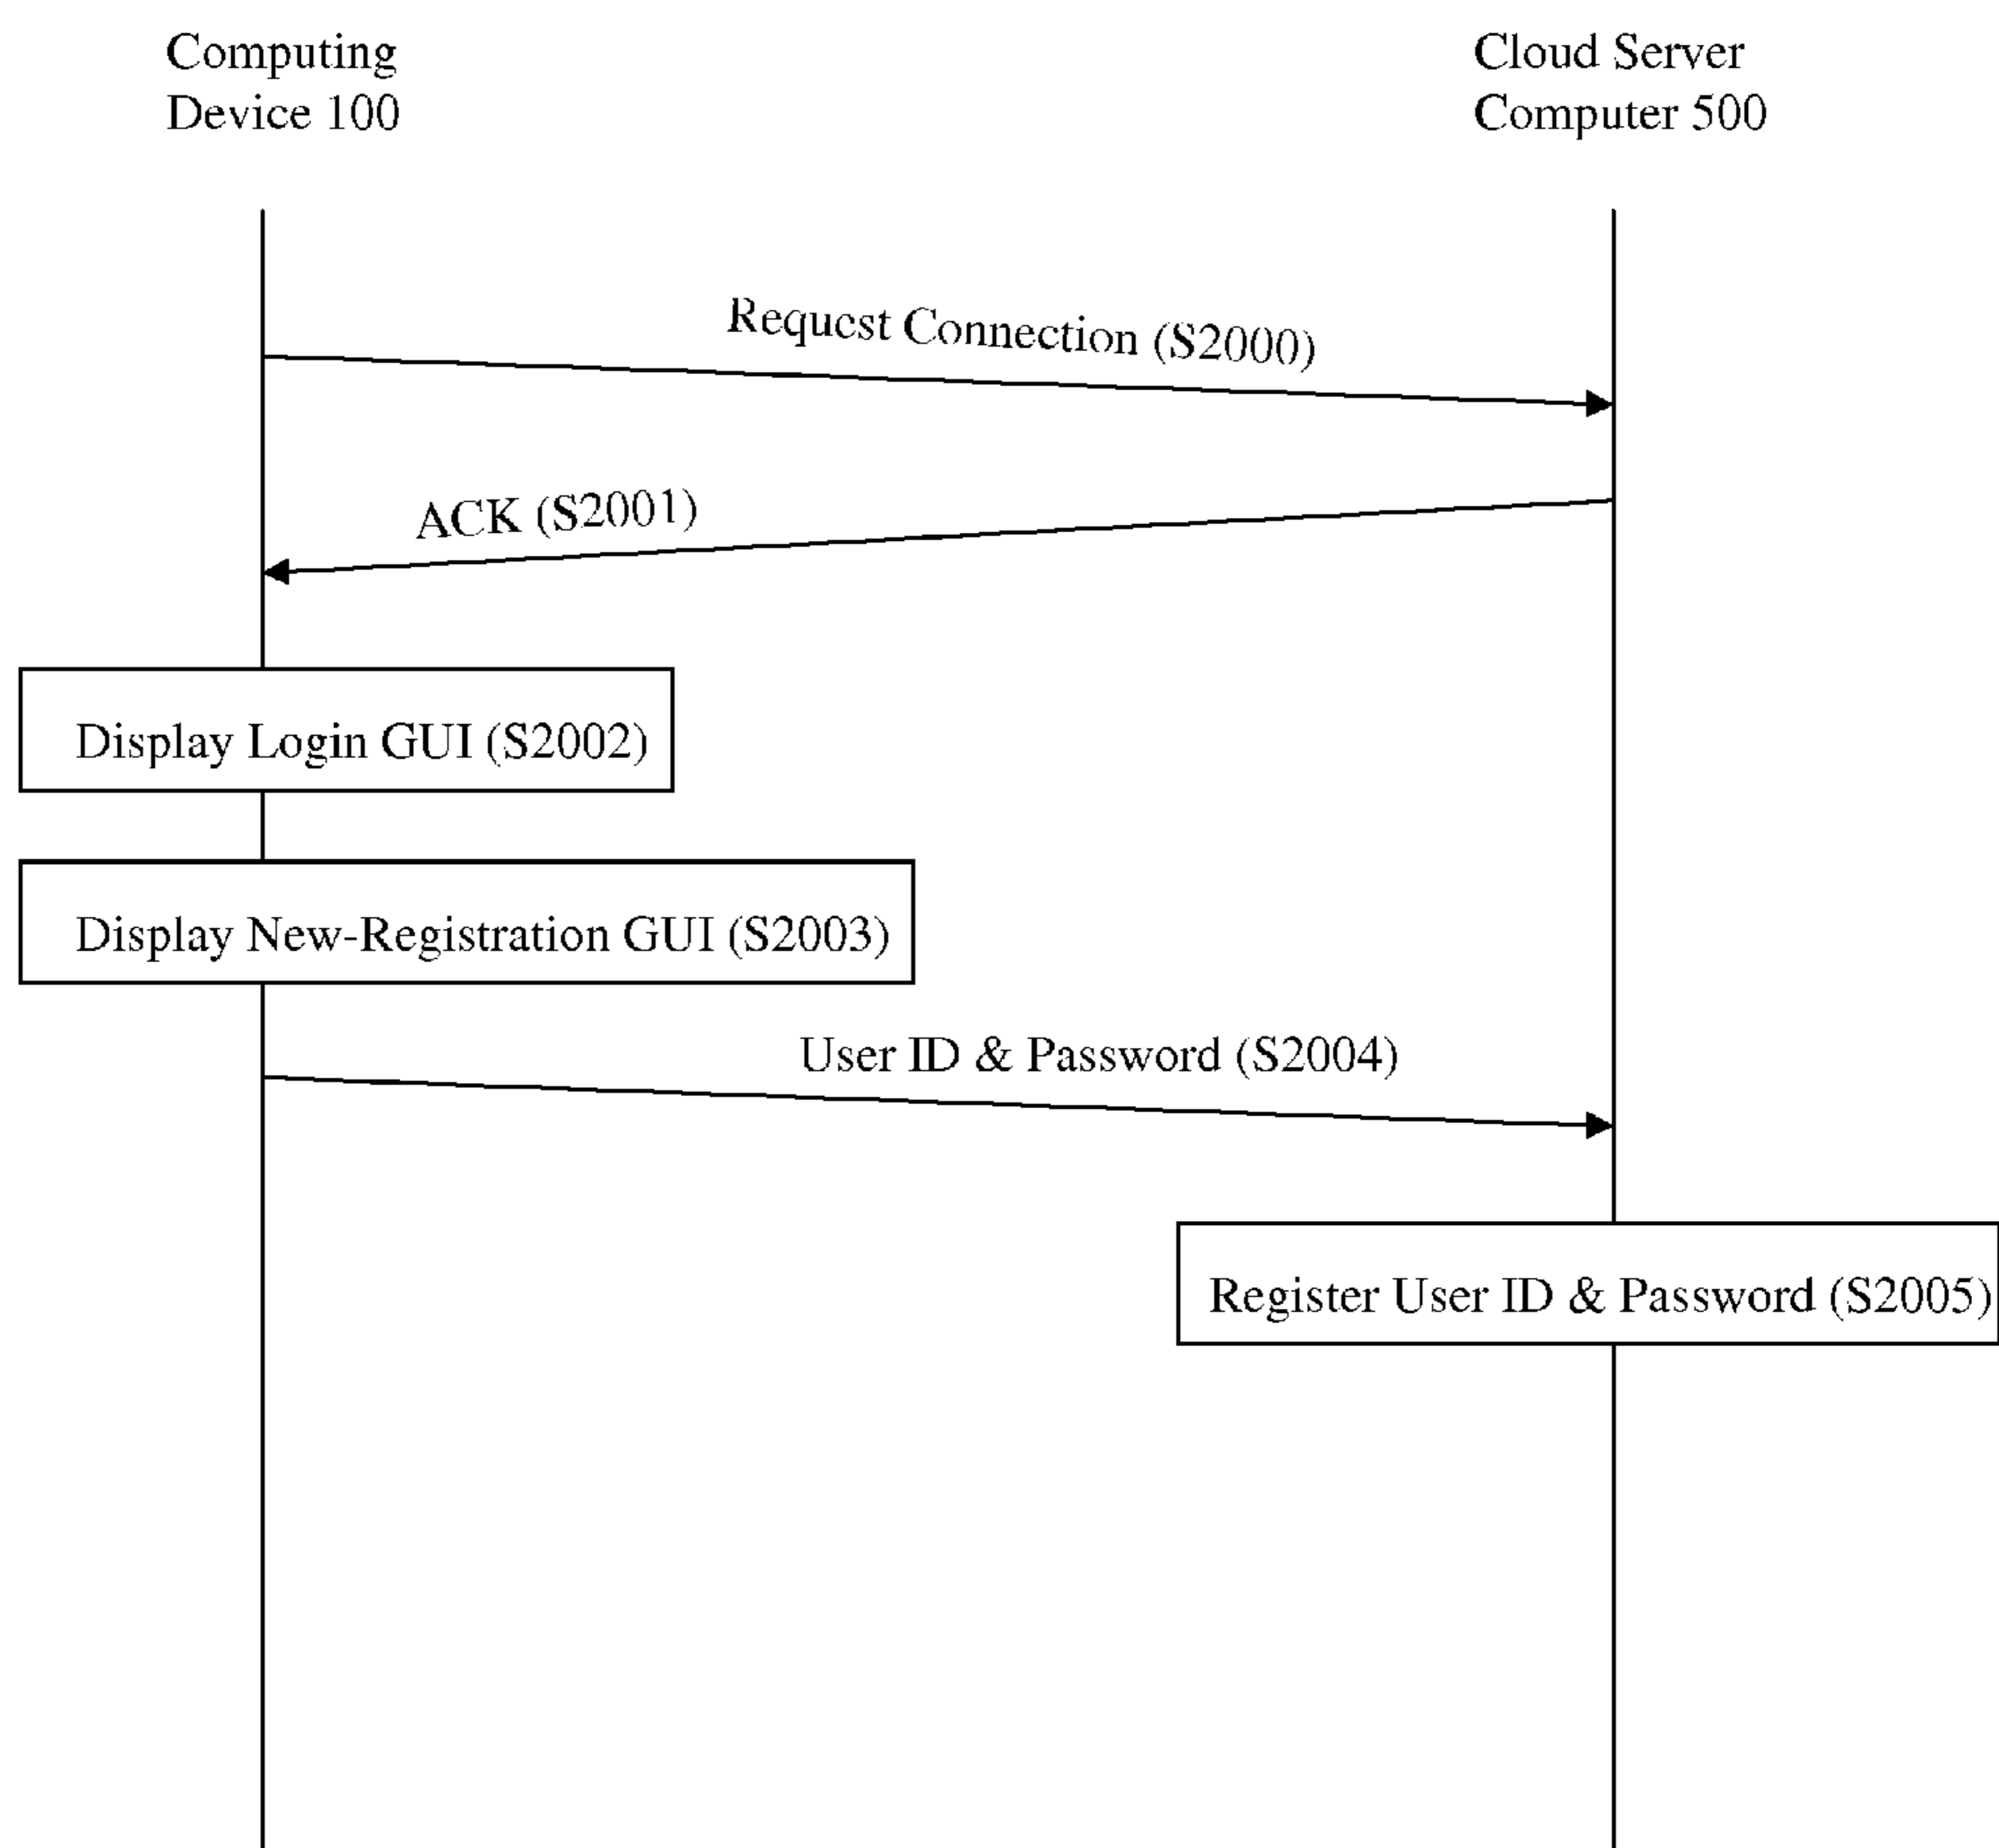 Computing
Device 100
Cloud Server
Computer 500
Request Connection (S2000)
ACK (S2001)
Display Login GUI (S2002)
Display New-Registration GUI (S2003)
User ID & Password (S2004)
Register User ID & Password (S2005)